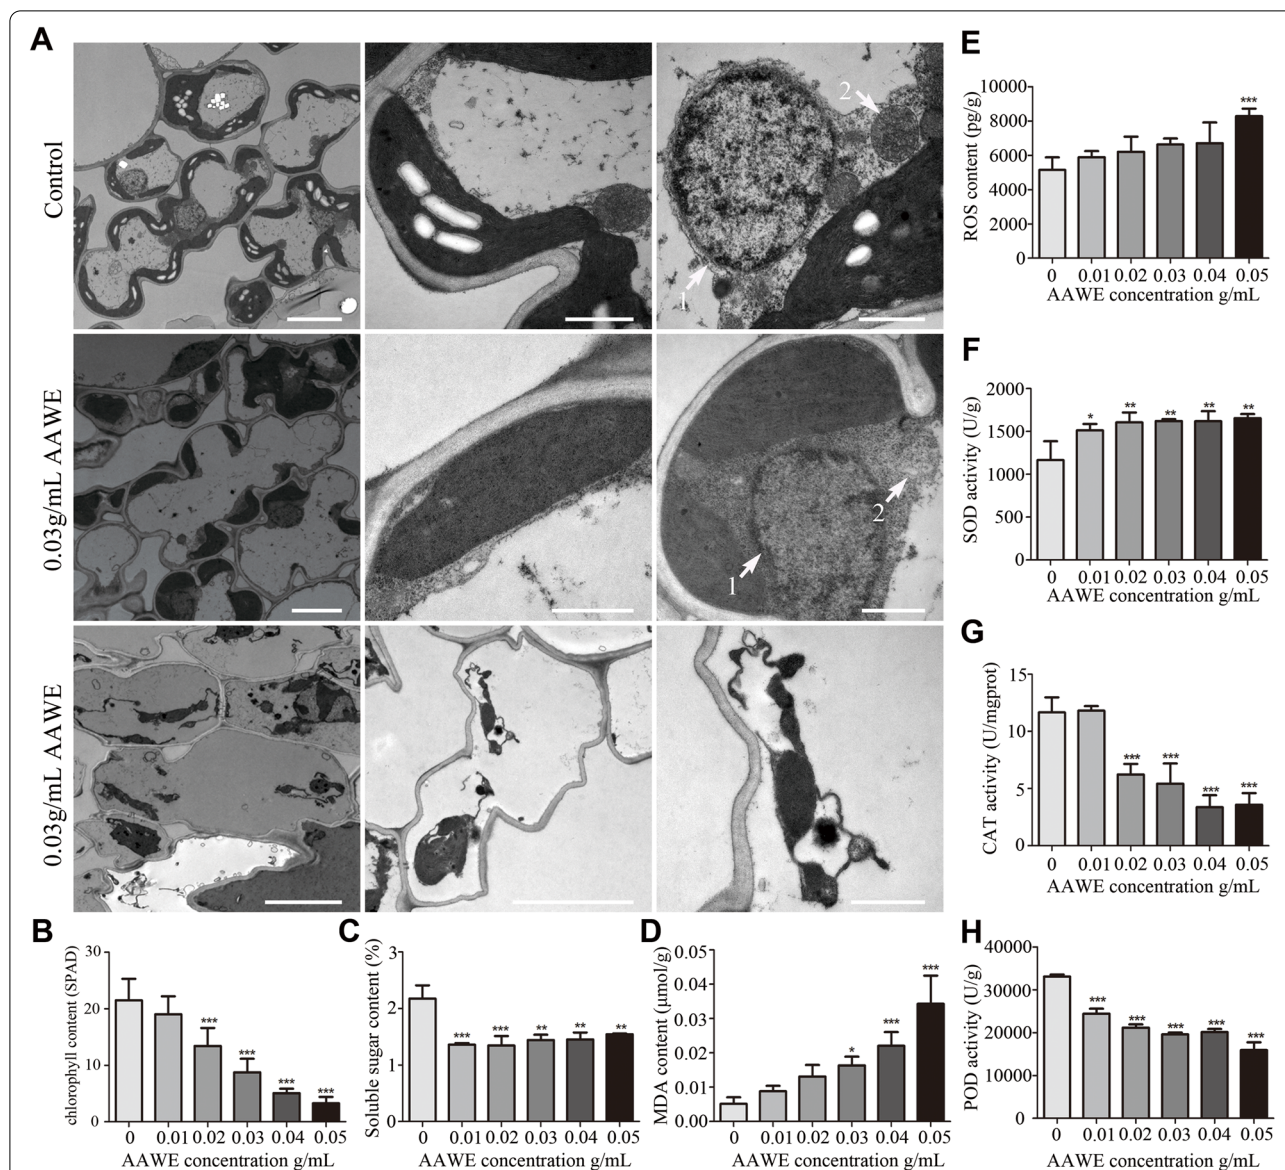 A
Control
2
1
0.03g/mL AAWE
1
2
0.03g/mL AAWE
B
chlorophyll content (SPAD)
30
20
10
0
***
***
***
***
0 0.01 0.02 0.03 0.04 0.05
AAWE concentration g/mL
C
Soluble sugar content (%)
3
2
1
0
*** *** ** ** **
0 0.01 0.02 0.03 0.04 0.05
AAWE concentration g/mL
D
MDA content (μmol/g)
0.05
0.04
0.03
0.02
0.01
0.00
*
***
***
0 0.01 0.02 0.03 0.04 0.05
AAWE concentration g/mL
E
ROS content (pg/g)
10000
8000
6000
4000
2000
0
***
0 0.01 0.02 0.03 0.04 0.05
AAWE concentration g/mL
F
SOD activity (U/g)
2000
1500
1000
500
0
* ** ** ** **
0 0.01 0.02 0.03 0.04 0.05
AAWE concentration g/mL
G
CAT activity (U/mgprot)
15
10
5
0
*** *** *** ***
0 0.01 0.02 0.03 0.04 0.05
AAWE concentration g/mL
H
POD activity (U/g)
40000
30000
20000
10000
0
*** *** *** *** ***
0 0.01 0.02 0.03 0.04 0.05
AAWE concentration g/mL